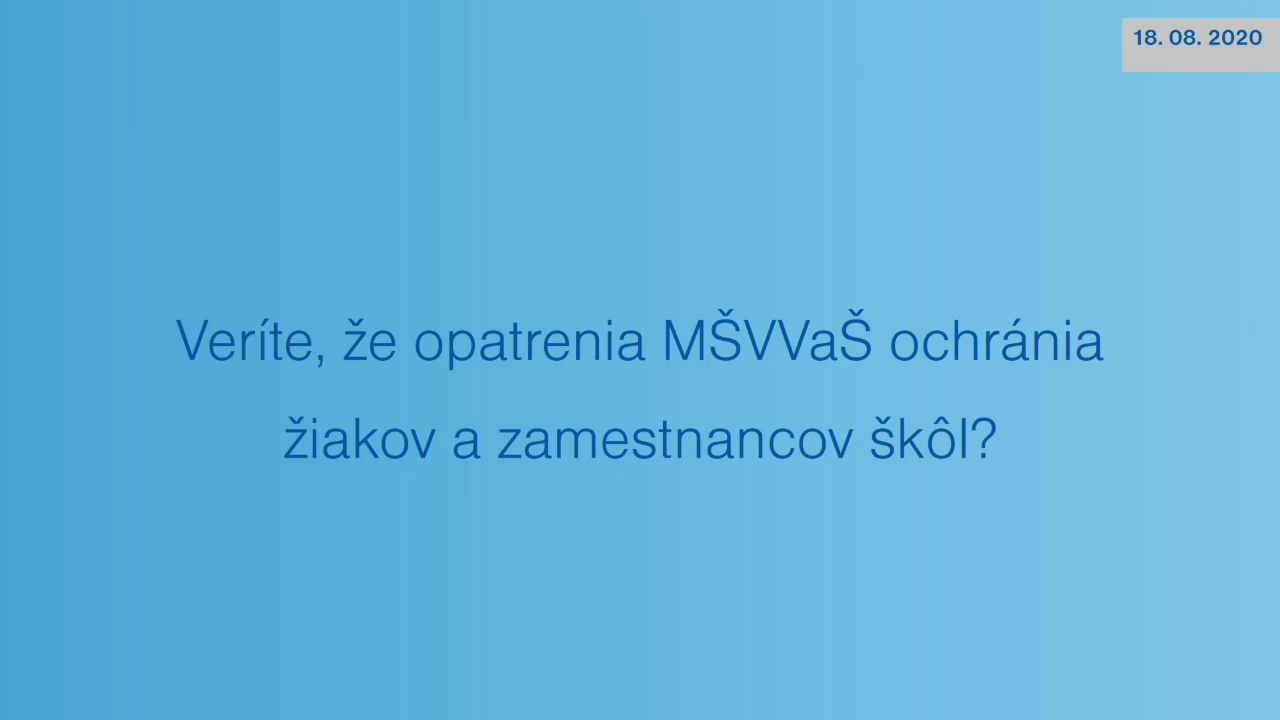 18. 08. 2020
Veríte, že opatrenia MŠVVaŠ ochránia
žiakov a zamestnancov škôl?